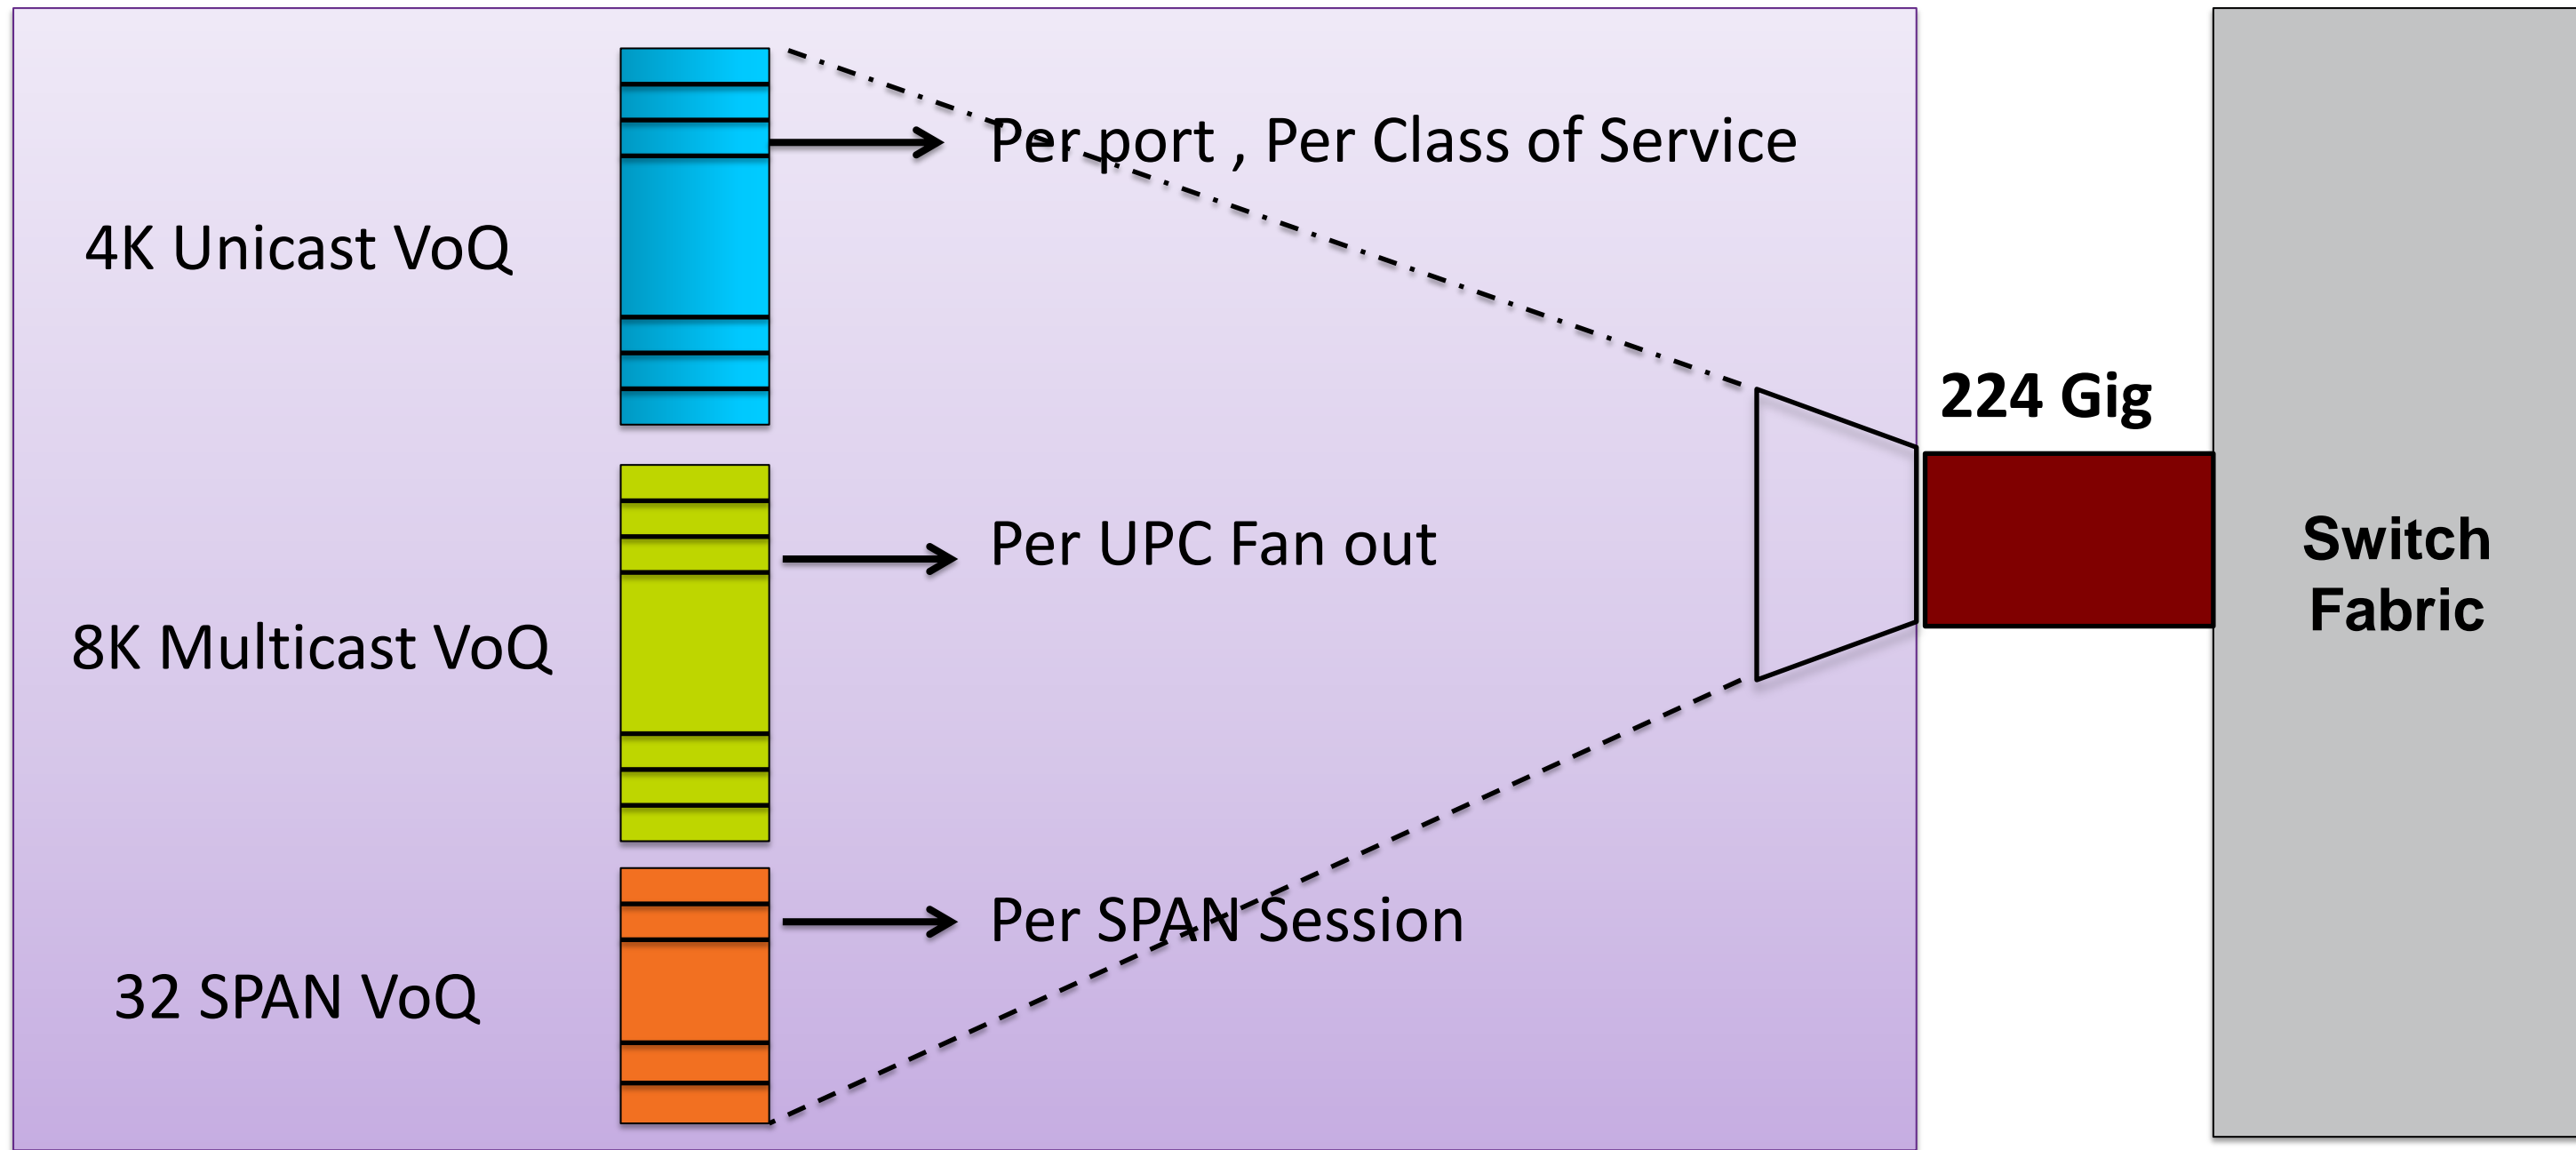 Per port , Per Class of Service
4K Unicast VoQ
224 Gig
Per UPC Fan out
Switch
Fabric
8K Multicast VoQ
Per SPAN Session
32 SPAN VoQ